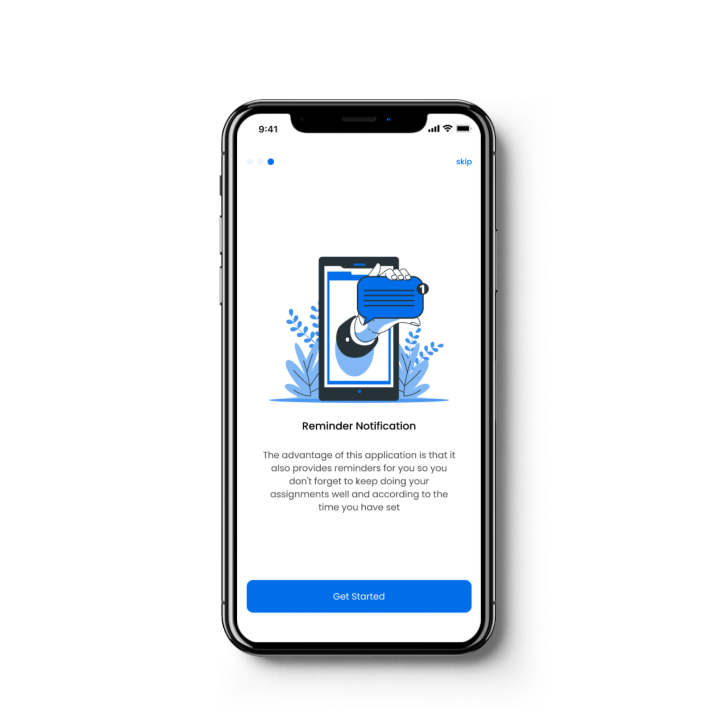 9:41
skip
1
Reminder Notification
The advantage of this application is that it
also provides reminders for you so you
don't forget to keep doing your
assignments well and according to the
time you have set
Get Started